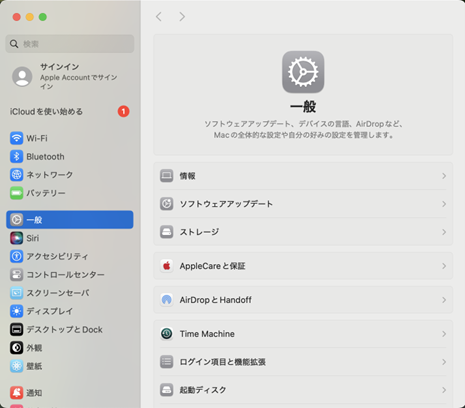 検索
サインイン
Apple Accountでサイン
イン
iCloudを使い始める
1
Wi-Fi
Bluetooth
ネットワーク
バッテリー
一般
Siri
アクセシビリティ
コントロールセンター
スクリーンセーバ
ディスプレイ
デスクトップとDock
外観
壁紙
通知
一般
ソフトウェアアップデート、デバイスの言語、AirDropなど、
Macの全体的な設定や自分の好みの設定を管理します。
情報
ソフトウェアアップデート
ストレージ
AppleCareと保証
AirDropとHandoff
Time Machine
ログイン項目と機能拡張
起動ディスク